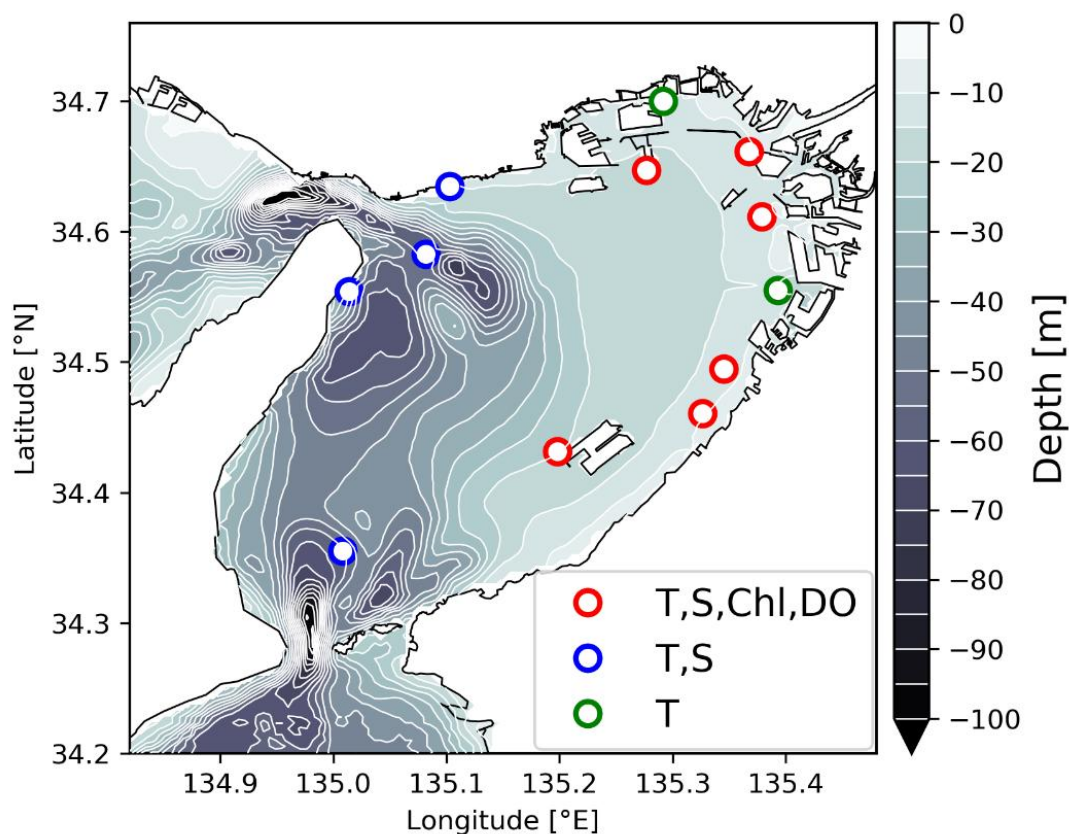 34.7
34.6
34.5
34.4
34.3
34.2
Latitude [°N]
134.9 135.0 135.1 135.2 135.3 135.4
Longitude [°E]
T,S,Chl,DO
T,S
T
0
−10
−20
−30
−40
−50
−60
−70
−80
−90
−100
Depth [m]